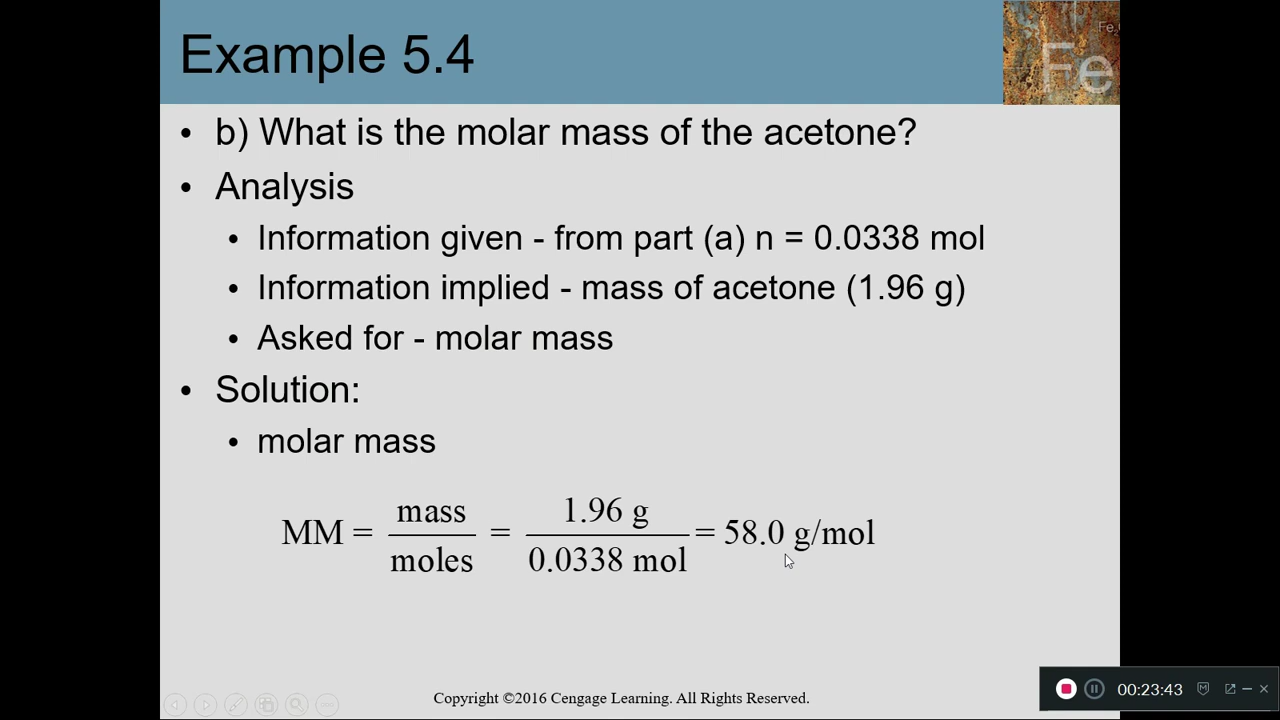 Example 5.4
Fe
Fe
• b) What is the molar mass of the acetone?
• Analysis
• Information given - from part (a) n = 0.0338 mol
• Information implied - mass of acetone (1.96 g)
• Asked for - molar mass
• Solution:
• molar mass
MM = mass/moles = 1.96 g/0.0338 mol = 58.0 g/mol
Copyright ©2016 Cengage Learning. All Rights Reserved.
00:23:43